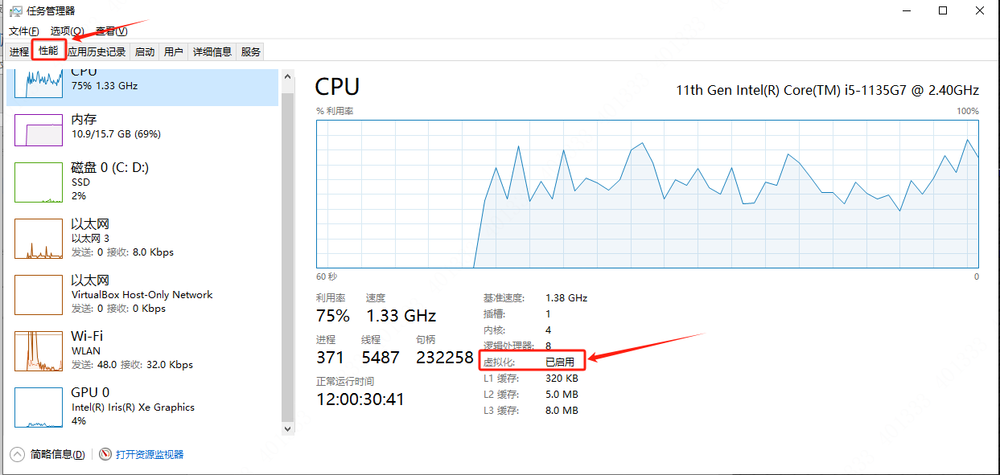 任务管理器
文件(F) 选项(O) 查看(V)
进程 性能 应用历史记录 启动 用户 详细信息 服务
CPU
75% 1.33 GHz
内存
10.9/15.7 GB (69%)
磁盘 0 (C: D:)
SSD
2%
以太网
以太网 3
发送: 0 接收: 8.0 Kbps
以太网
VirtualBox Host-Only Network
发送: 0 接收: 0 Kbps
Wi-Fi
WLAN
发送: 48.0 接收: 32.0 Kbps
GPU 0
Intel(R) Iris(R) Xe Graphics
4%
CPU 11th Gen Intel(R) Core(TM) i5-1135G7 @ 2.40GHz
% 利用率 100%
60 秒 0
利用率 速度
75% 1.33 GHz
进程 线程 句柄
371 5487 232258
正常运行时间
12:00:30:41
基准速度: 1.38 GHz
插槽: 1
内核: 4
逻辑处理器: 8
虚拟化: 已启用
L1 缓存: 320 KB
L2 缓存: 5.0 MB
L3 缓存: 8.0 MB
简略信息(D) 打开资源监视器